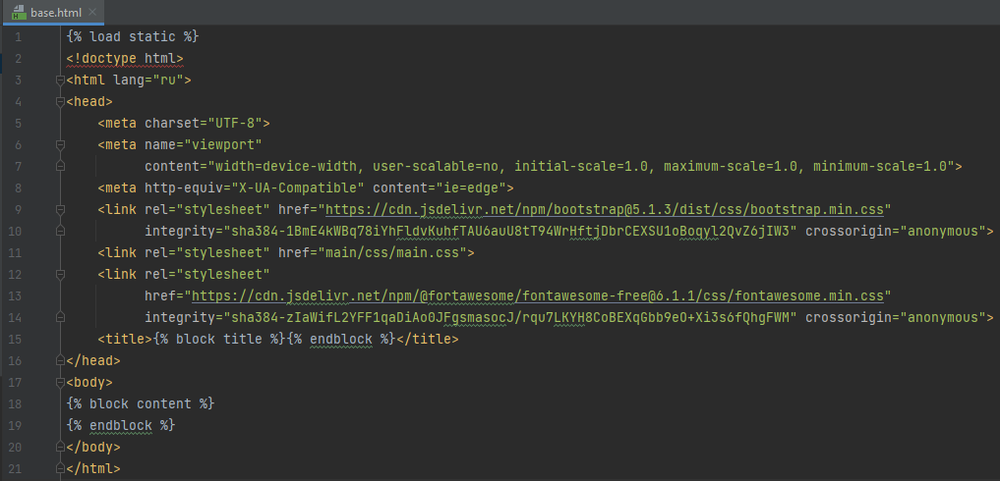 base.html
1 {% load static %}
2 <!doctype html>
3 <html lang="ru">
4 <head>
5 <meta charset="UTF-8">
6 <meta name="viewport"
7 content="width=device-width, user-scalable=no, initial-scale=1.0, maximum-scale=1.0, minimum-scale=1.0">
8 <meta http-equiv="X-UA-Compatible" content="ie=edge">
9 <link rel="stylesheet" href="https://cdn.jsdelivr.net/npm/bootstrap@5.1.3/dist/css/bootstrap.min.css"
10 integrity="sha384-1BmE4kWBq78iYhFldvKuhfTAU6auU8tT94WrHftjDbrCEXSU1oBoqyl2QvZ6jIW3" crossorigin="anonymous">
11 <link rel="stylesheet" href="main/css/main.css">
12 <link rel="stylesheet"
13 href="https://cdn.jsdelivr.net/npm/@fortawesome/fontawesome-free@6.1.1/css/fontawesome.min.css"
14 integrity="sha384-zIaWifL2YFF1qaDiAo0JFgsmasocJ/rqu7LKYH8CoBEXqGbb9eO+Xi3s6fQhgFWM" crossorigin="anonymous">
15 <title>{% block title %}{% endblock %}</title>
16 </head>
17 <body>
18 {% block content %}
19 {% endblock %}
20 </body>
21 </html>